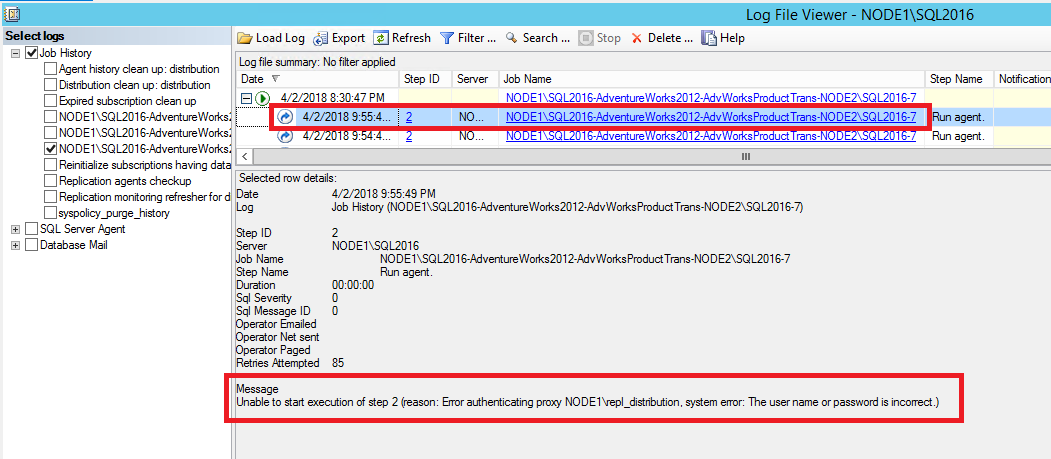 Log File Viewer - NODE1\SQL2016
Select logs
Load Log Export Refresh Filter ... Search ... Stop Delete ... Help
Job History
Agent history clean up: distribution
Distribution clean up: distribution
Expired subscription clean up
NODE1\SQL2016-AdventureWorks2
NODE1\SQL2016-AdventureWorks2
NODE1\SQL2016-AdventureWorks2
Reinitialize subscriptions having data
Replication agents checkup
Replication monitoring refresher for d
syspolicy_purge_history
SQL Server Agent
Database Mail
Log file summary: No filter applied
Date Step ID Server Job Name Step Name Notification
4/2/2018 8:30:47 PM NODE1\SQL2016-AdventureWorks2012-AdvWorksProductTrans-NODE2\SQL2016-7
4/2/2018 9:55:4... 2 NO... NODE1\SQL2016-AdventureWorks2012-AdvWorksProductTrans-NODE2\SQL2016-7 Run agent.
4/2/2018 9:54:4... 2 NO... NODE1\SQL2016-AdventureWorks2012-AdvWorksProductTrans-NODE2\SQL2016-7 Run agent.
Selected row details:
Date 4/2/2018 9:55:49 PM
Log Job History (NODE1\SQL2016-AdventureWorks2012-AdvWorksProductTrans-NODE2\SQL2016-7)
Step ID 2
Server NODE1\SQL2016
Job Name NODE1\SQL2016-AdventureWorks2012-AdvWorksProductTrans-NODE2\SQL2016-7
Step Name Run agent.
Duration 00:00:00
Sql Severity 0
Sql Message ID 0
Operator Emailed
Operator Net sent
Operator Paged
Retries Attempted 85
Message
Unable to start execution of step 2 (reason: Error authenticating proxy NODE1\repl_distribution, system error: The user name or password is incorrect.)